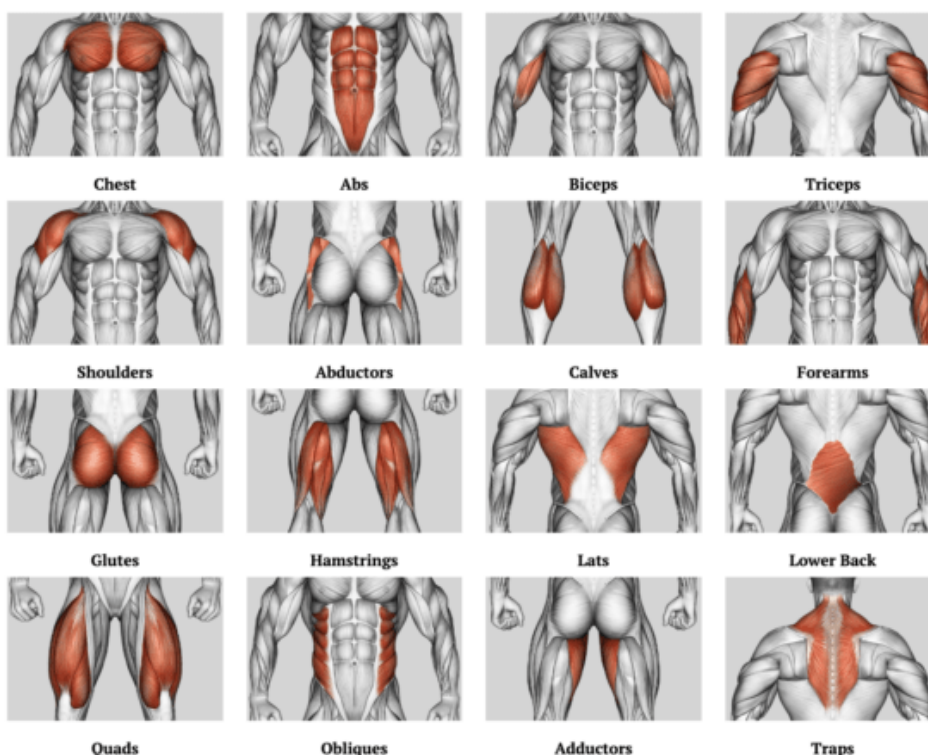 Chest
Abs
Biceps
Triceps
Shoulders
Abductors
Calves
Forearms
Glutes
Hamstrings
Lats
Lower Back
Quads
Obliques
Adductors
Traps